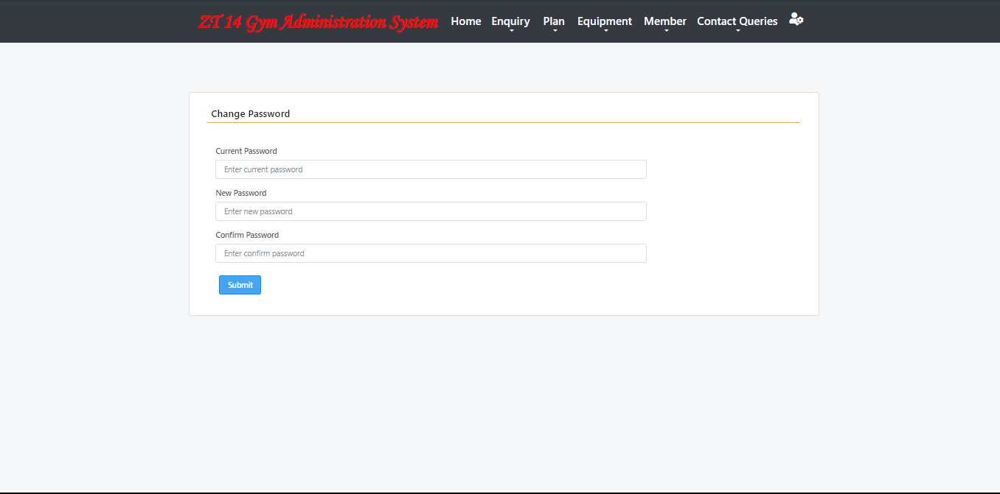 ZT 14 Gym Administration System Home Enquiry Plan Equipment Member Contact Queries
Change Password
Current Password
Enter current password
New Password
Enter new password
Confirm Password
Enter confirm password
Submit